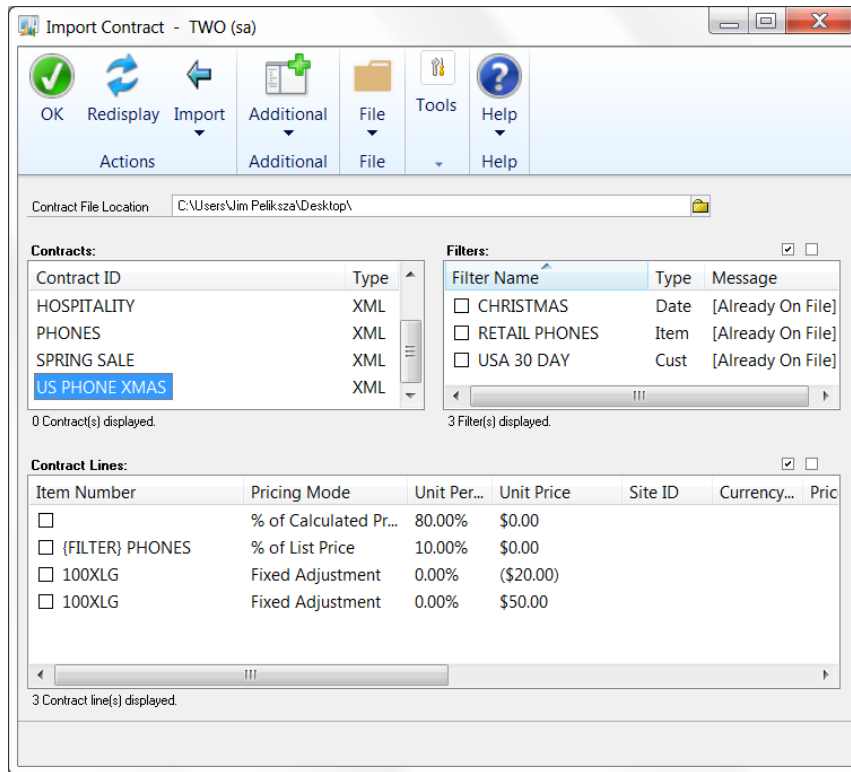 Import Contract - TWO (sa)
OK Redisplay Import Additional File Tools Help
Actions Additional File Help
Contract File Location C:\Users\Jim Peliksza\Desktop\
Contracts: Filters:
Contract ID Type Filter Name Type Message
HOSPITALITY XML CHRISTMAS Date [Already On File]
PHONES XML RETAIL PHONES Item [Already On File]
SPRING SALE XML USA 30 DAY Cust [Already On File]
US PHONE XMAS XML
0 Contract(s) displayed. 3 Filter(s) displayed.
Contract Lines:
Item Number Pricing Mode Unit Per... Unit Price Site ID Currency... Pric
% of Calculated Pr... 80.00% $0.00
{FILTER} PHONES % of List Price 10.00% $0.00
100XLG Fixed Adjustment 0.00% ($20.00)
100XLG Fixed Adjustment 0.00% $50.00
3 Contract line(s) displayed.